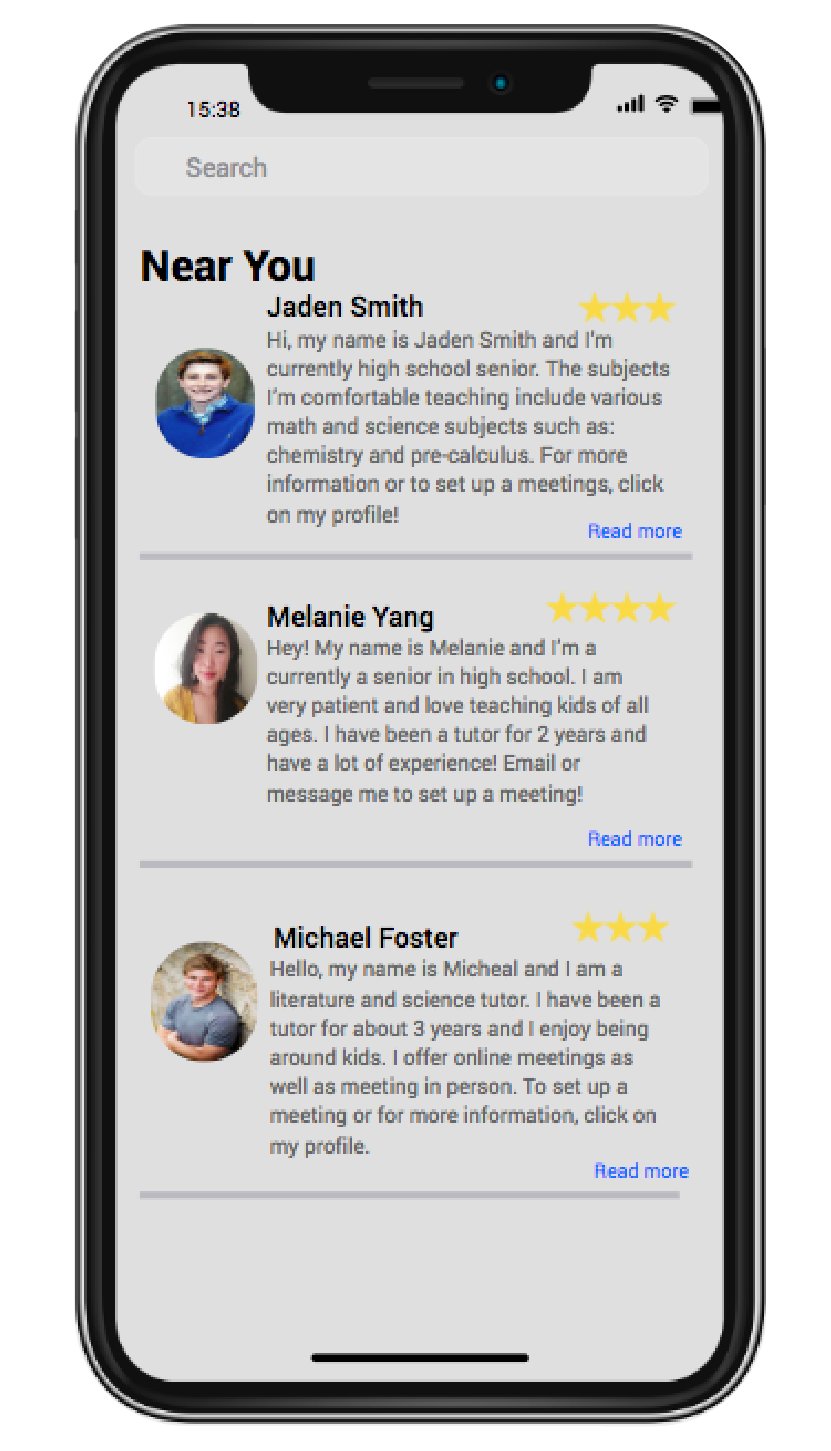 15:38
Search
Near You
Jaden Smith
Hi, my name is Jaden Smith and I'm
currently high school senior. The subjects
I'm comfortable teaching include various
math and science subjects such as:
chemistry and pre-calculus. For more
information or to set up a meetings, click
on my profile!
Read more
Melanie Yang
Hey! My name is Melanie and I'm a
currently a senior in high school. I am
very patient and love teaching kids of all
ages. I have been a tutor for 2 years and
have a lot of experience! Email or
message me to set up a meeting!
Read more
Michael Foster
Hello, my name is Micheal and I am a
literature and science tutor. I have been a
tutor for about 3 years and I enjoy being
around kids. I offer online meetings as
well as meeting in person. To set up a
meeting or for more information, click on
my profile.
Read more